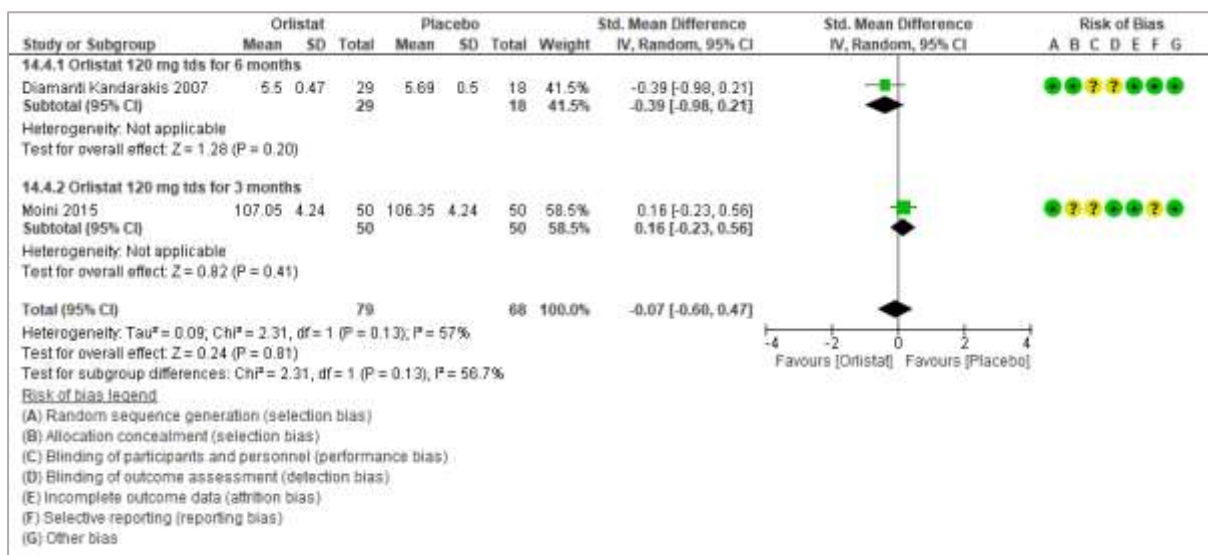 Orlistat Placebo Std. Mean Difference Std. Mean Difference Risk of Bias
Study or Subgroup Mean SD Total Mean SD Total Weight IV, Random, 95% CI IV, Random, 95% CI A B C D E F G
14.4.1 Orlistat 120 mg tds for 6 months
Diamanti Kandarakis 2007 5.5 0.47 29 5.69 0.5 18 41.5% -0.39 [-0.98, 0.21] + + ? ? + + +
Subtotal (95% CI) 29 18 41.5% -0.39 [-0.98, 0.21]
Heterogeneity: Not applicable
Test for overall effect: Z = 1.28 (P = 0.20)
14.4.2 Orlistat 120 mg tds for 3 months
Moini 2015 107.05 4.24 50 106.35 4.24 50 58.5% 0.16 [-0.23, 0.56] + ? ? + + ? +
Subtotal (95% CI) 50 50 58.5% 0.16 [-0.23, 0.56]
Heterogeneity: Not applicable
Test for overall effect: Z = 0.82 (P = 0.41)
Total (95% CI) 79 68 100.0% -0.07 [-0.60, 0.47]
Heterogeneity: Tau² = 0.09; Chi² = 2.31, df = 1 (P = 0.13); I² = 57%
Test for overall effect: Z = 0.24 (P = 0.81)
Test for subgroup differences: Chi² = 2.31, df = 1 (P = 0.13), I² = 56.7%
-4 -2 0 2 4
Favours [Orlistat] Favours [Placebo]
Risk of bias legend
(A) Random sequence generation (selection bias)
(B) Allocation concealment (selection bias)
(C) Blinding of participants and personnel (performance bias)
(D) Blinding of outcome assessment (detection bias)
(E) Incomplete outcome data (attrition bias)
(F) Selective reporting (reporting bias)
(G) Other bias